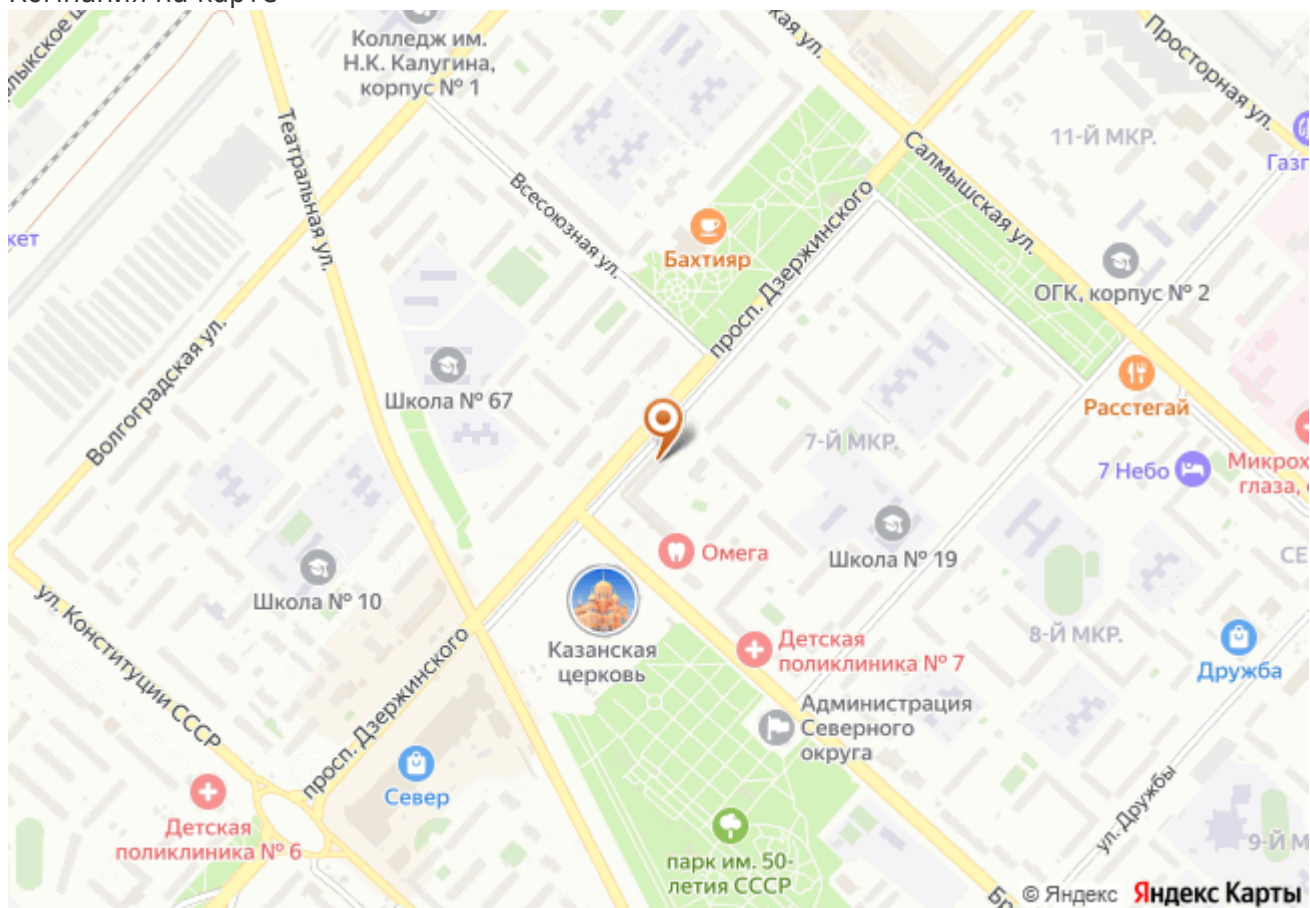 Компания на карте
Колледж им.
Н.К. Калугина,
корпус № 1
Просторная ул.
11-Й МКР.
Салмышская ул.
Театральная ул.
Всесоюзная ул.
Бахтияр
просп. Дзержинского
ОГК, корпус № 2
Волгоградская ул.
Школа № 67
Расстегай
7-Й МКР.
7 Небо
Омега
Школа № 19
Школа № 10
ул. Конституции СССР
Казанская
церковь
8-Й МКР.
Детская
поликлиника № 7
Дружба
просп. Дзержинского
Администрация
Северного
округа
Север
Детская
поликлиника № 6
ул. Дружбы
парк им. 50-
летия СССР
© Яндекс Яндекс Карты